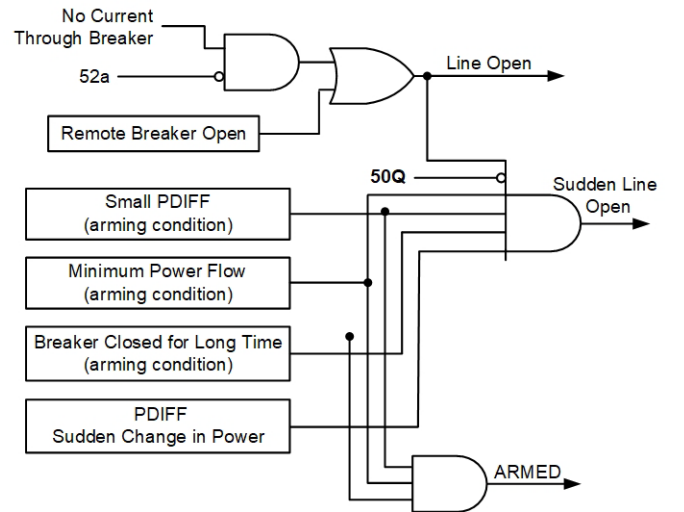 No Current
Through Breaker
52a
Line Open
Remote Breaker Open
50Q
Sudden Line
Open
Small PDIFF
(arming condition)
Minimum Power Flow
(arming condition)
Breaker Closed for Long Time
(arming condition)
PDIFF
Sudden Change in Power
ARMED